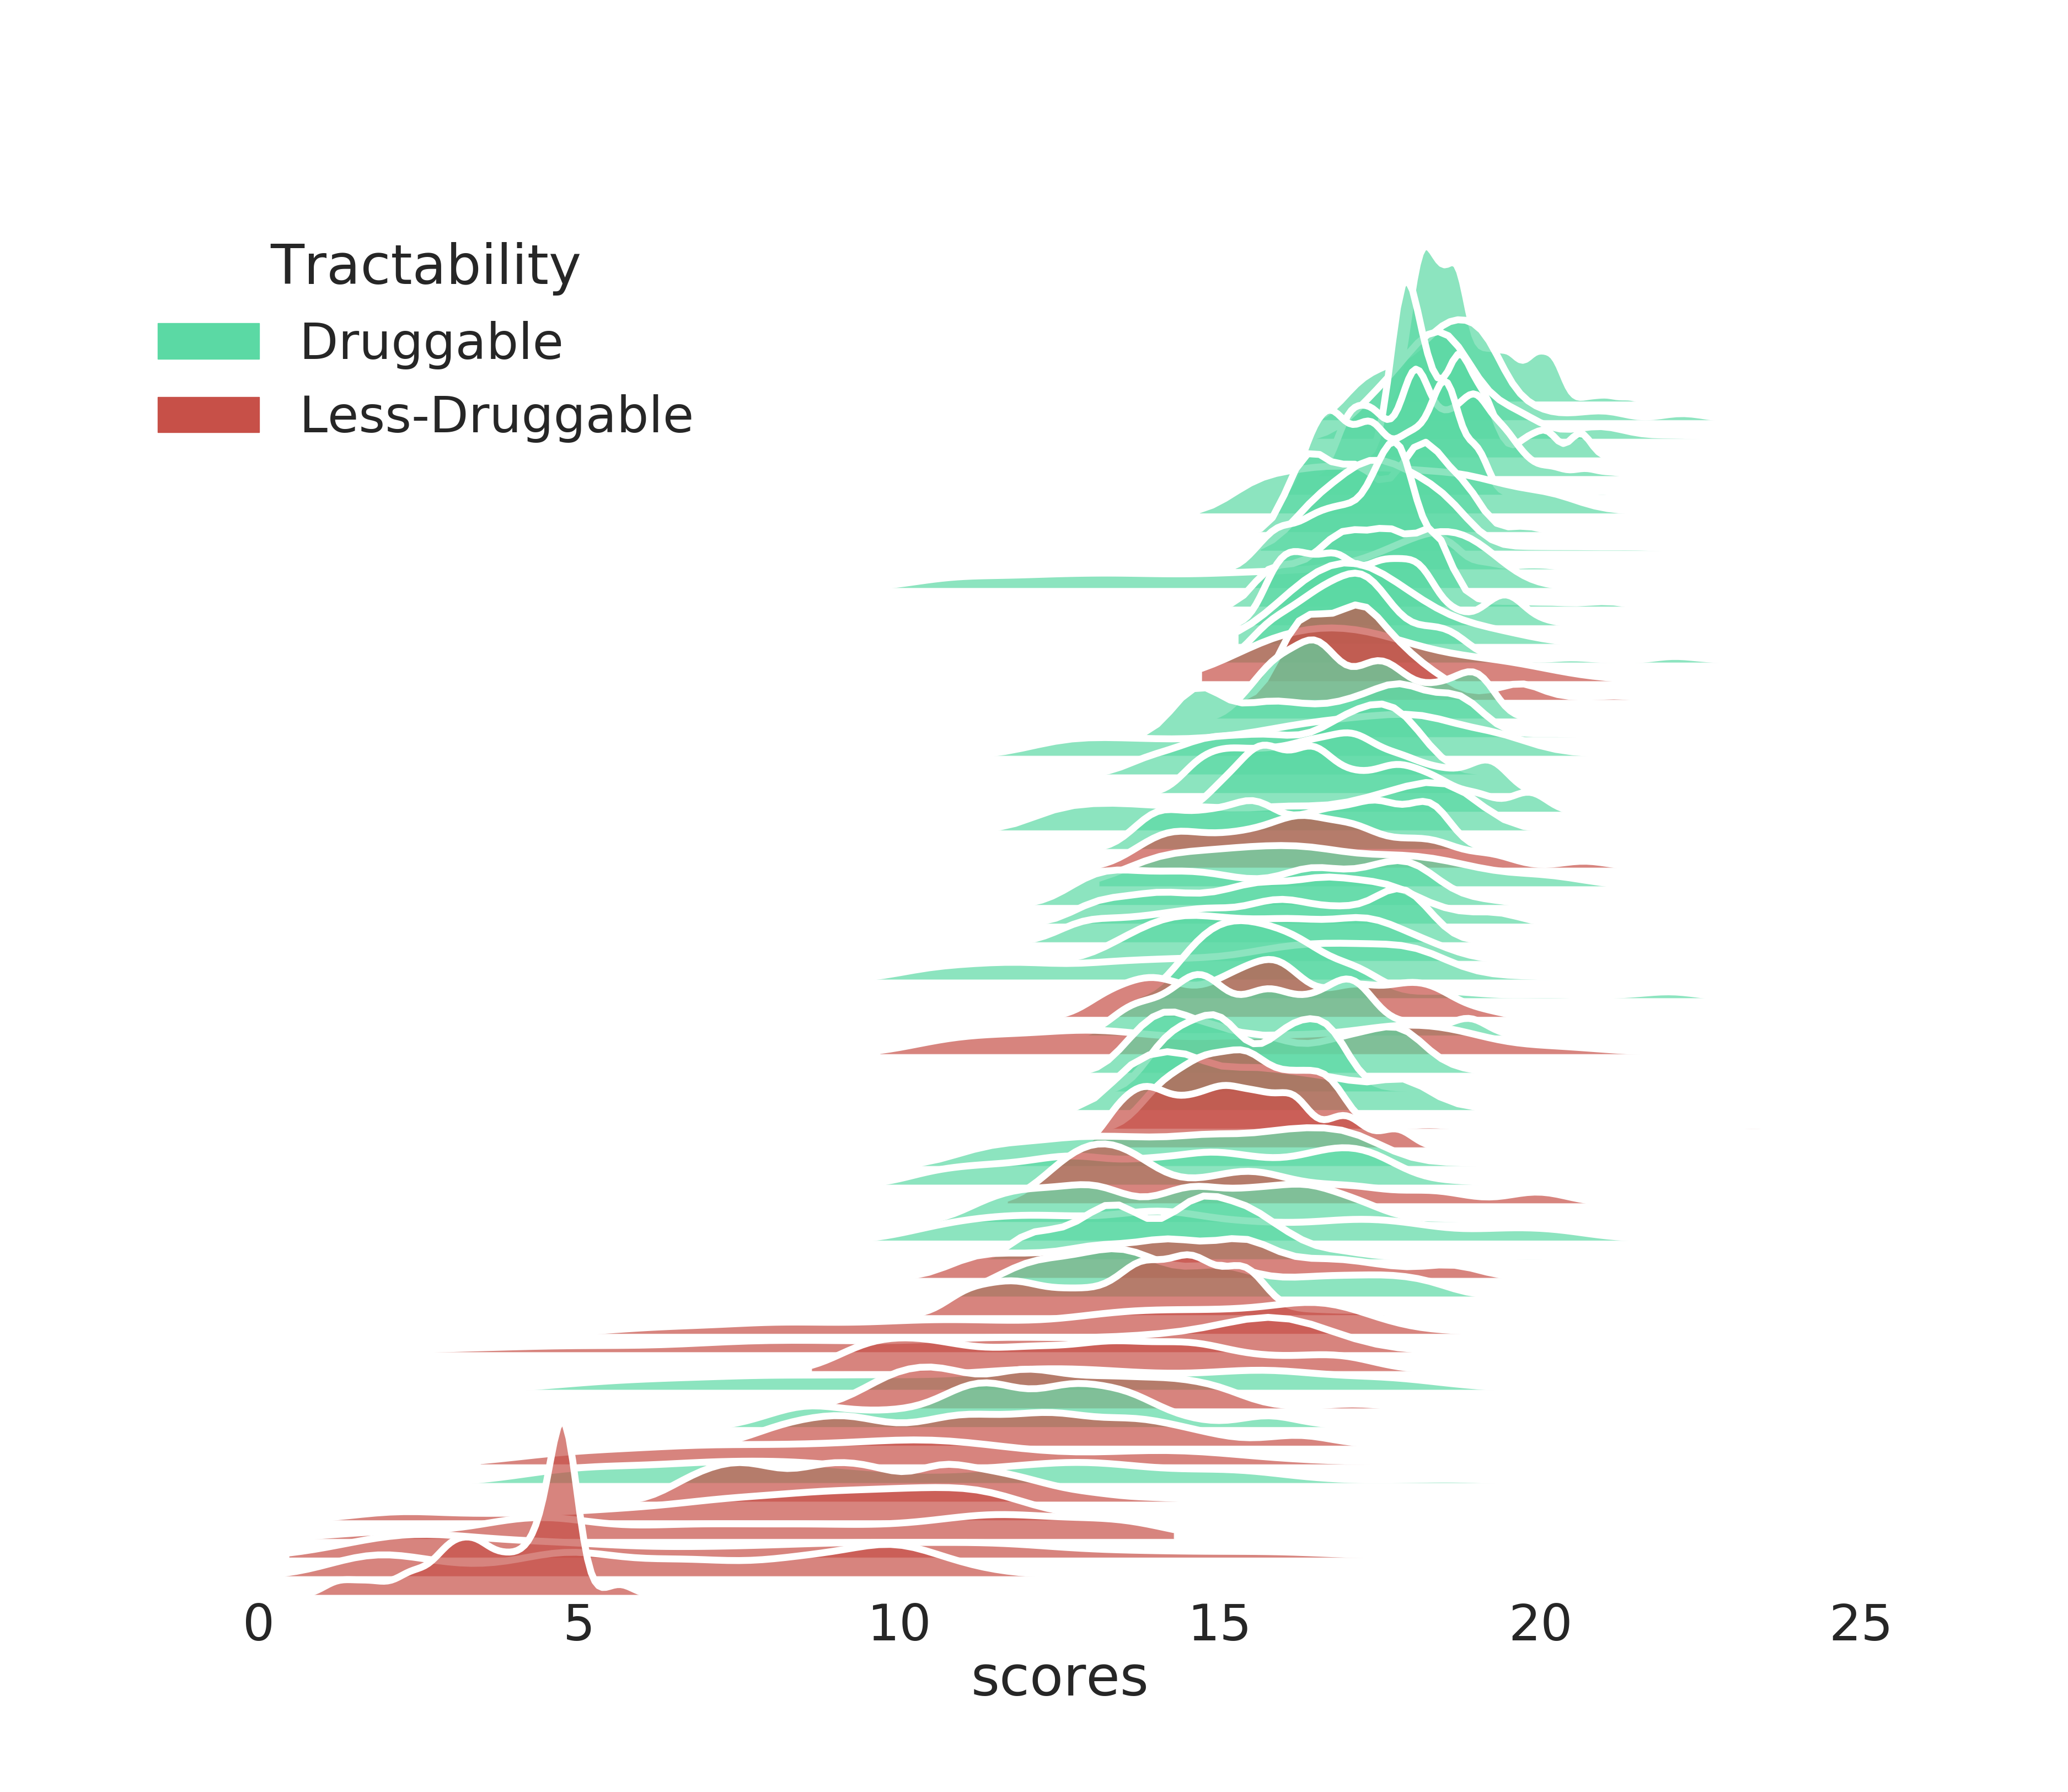 Tractability
Druggable
Less-Druggable
0 5 10 15 20 25
scores